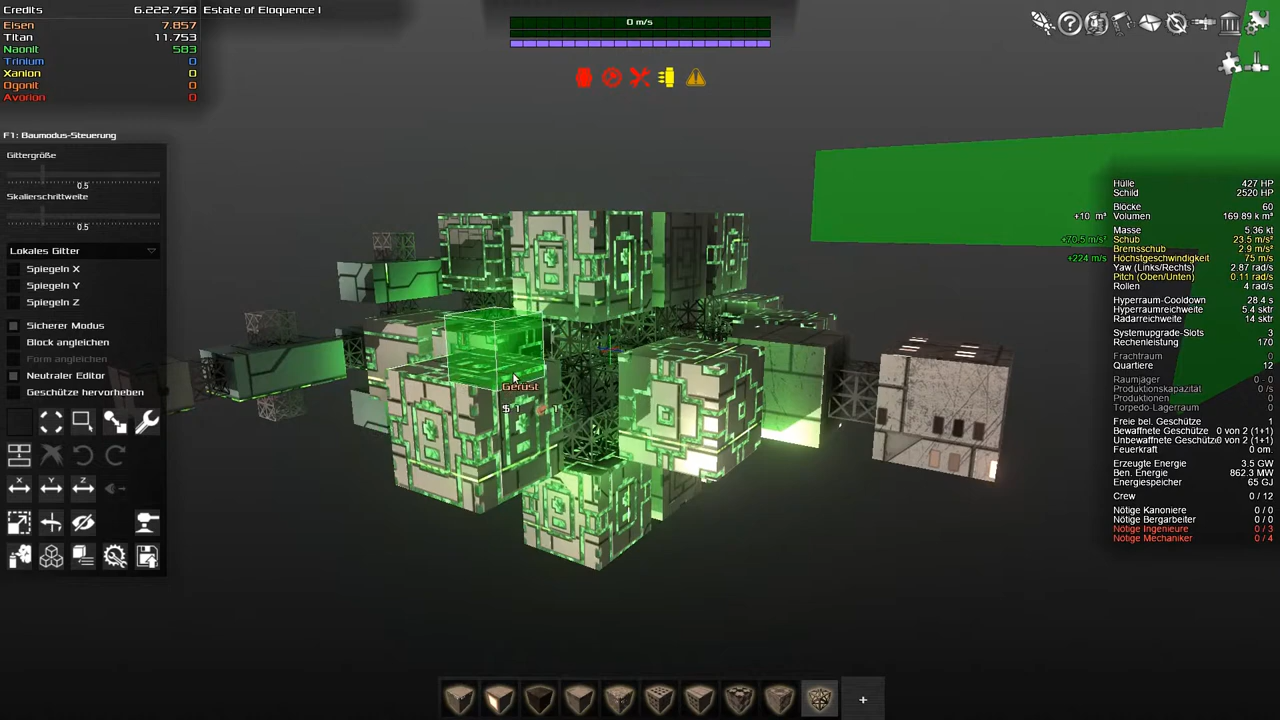 Credits 6.222.758 Estate of Eloquence I
Eisen 7.857
Titan 11.753
Naonit 583
Trinium 0
Xanion 0
Ogonit 0
Avorion 0
0 m/s
F1: Baumodus-Steuerung
Gittergröße
0.5
Skalierschrittweite
0.5
Lokales Gitter
Spiegeln X
Spiegeln Y
Spiegeln Z
Sicherer Modus
Block angleichen
Form angleichen
Neutraler Editor
Geschütze hervorheben
X Y Z
Gerüst
$ 1 1
Hülle 427 HP
Schild 2520 HP
Blöcke 60
+10 m³ Volumen 169.89 k m³
Masse 5.36 kt
+70.5 m/s² Schub 23.5 m/s²
Bremsschub 2.9 m/s²
+224 m/s Höchstgeschwindigkeit 75 m/s
Yaw (Links/Rechts) 2.87 rad/s
Pitch (Oben/Unten) 0.11 rad/s
Rollen 4 rad/s
Hyperraum-Cooldown 28.4 s
Hyperraumreichweite 5.4 sktr
Radarreichweite 14 sktr
Systemupgrade-Slots 3
Rechenleistung 170
Frachtraum 0
Quartiere 12
Raumjäger 0 - 0
Produktionskapazität 0 /s
Produktionen 0
Torpedo-Lagerraum 0
Freie bel. Geschütze 1
Bewaffnete Geschütze 0 von 2 (1+1)
Unbewaffnete Geschütze 0 von 2 (1+1)
Feuerkraft 0 om.
Erzeugte Energie 3.5 GW
Ben. Energie 862.3 MW
Energiespeicher 65 GJ
Crew 0 / 12
Nötige Kanoniere 0 / 0
Nötige Bergarbeiter 0 / 0
Nötige Ingenieure 0 / 3
Nötige Mechaniker 0 / 4
+